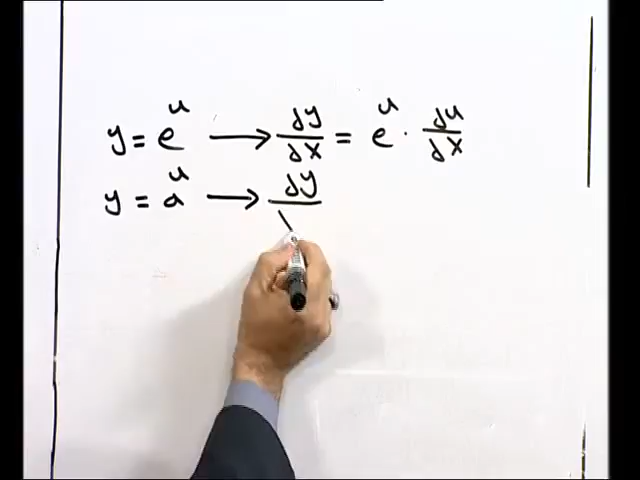 y = e^u → dy/dx = e^u · du/dx
y = a^u → dy/